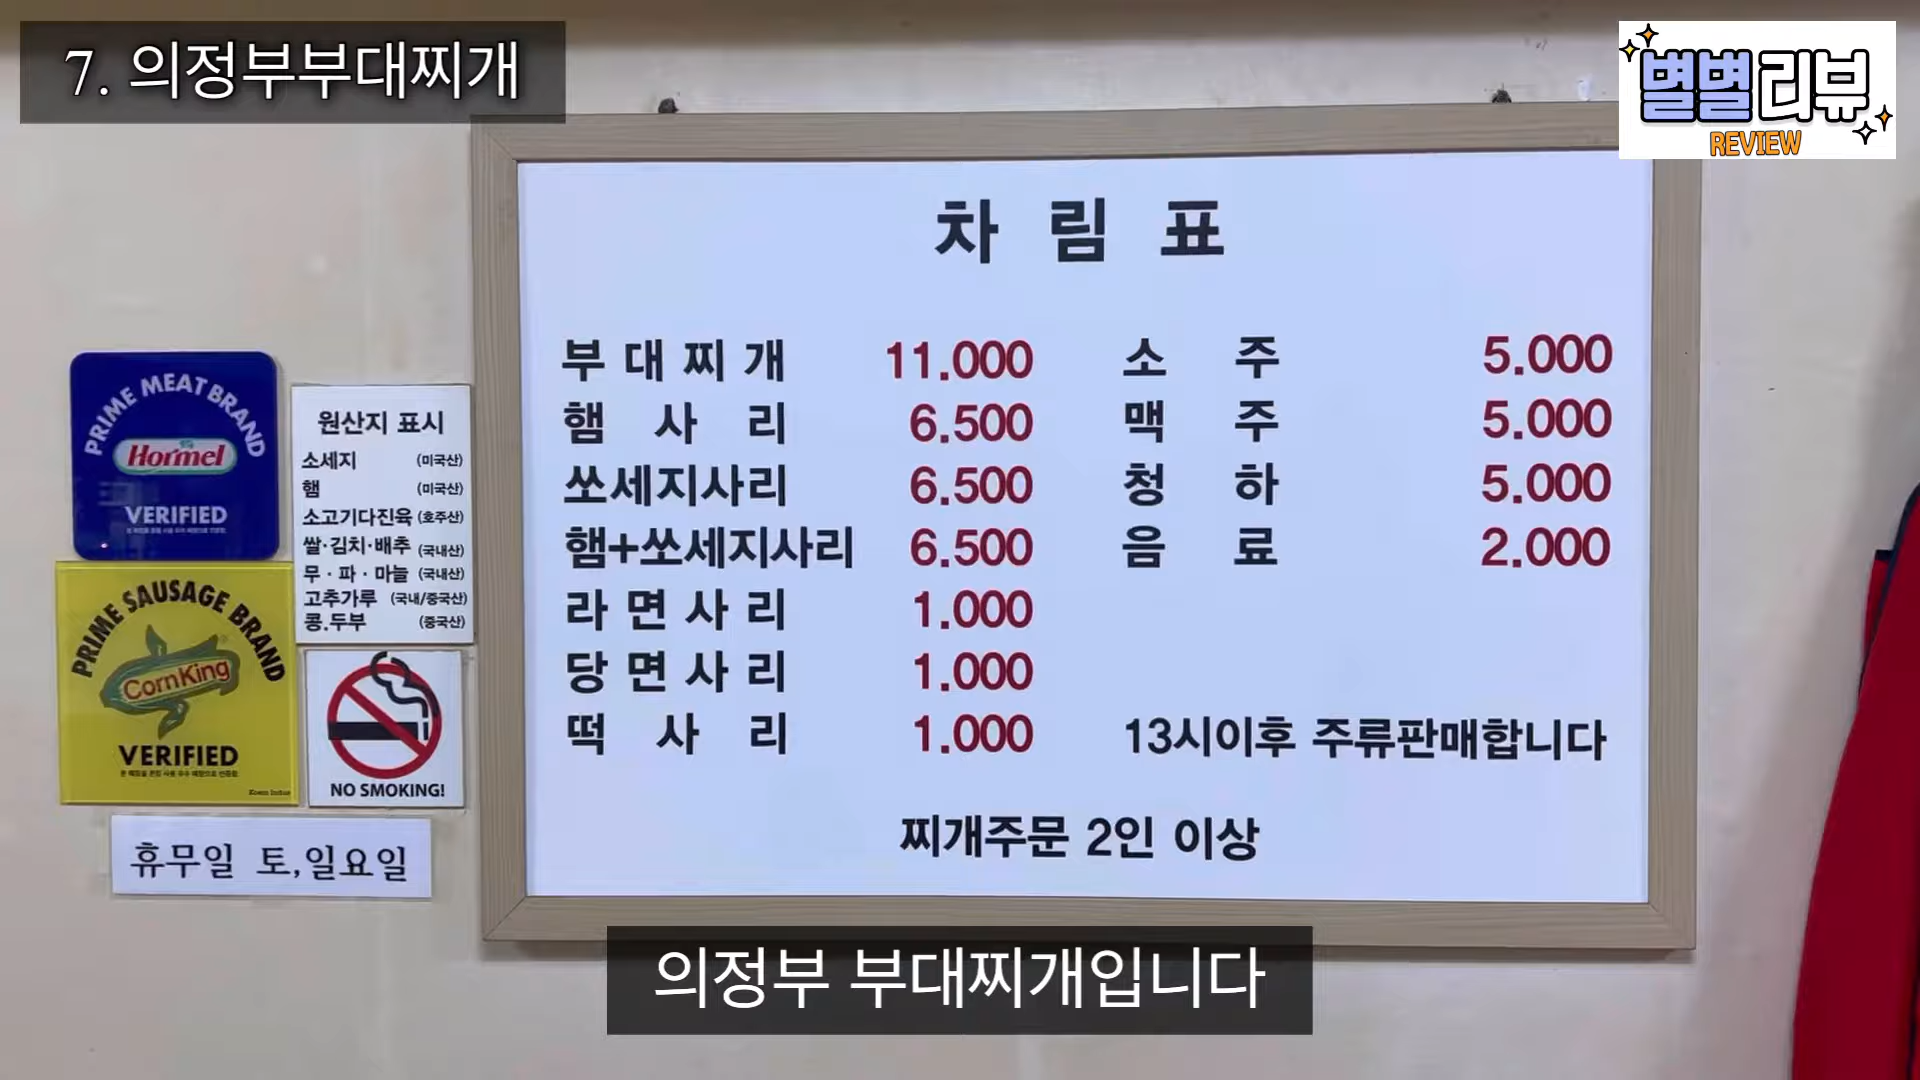 7. 의정부부대찌개
별별리뷰
REVIEW
차림표
부대찌개 11.000
햄사리 6.500
쏘세지사리 6.500
햄+쏘세지사리 6.500
라면사리 1.000
당면사리 1.000
떡사리 1.000
소주 5.000
맥주 5.000
청하 5.000
음료 2.000
13시이후 주류판매합니다
찌개주문 2인 이상
PRIME MEAT BRAND
Hormel
VERIFIED
원산지 표시
소세지 (미국산)
햄 (미국산)
소고기다진육 (호주산)
쌀·김치·배추 (국내산)
무·파·마늘 (국내산)
고추가루 (국내/중국산)
콩.두부 (중국산)
PRIME SAUSAGE BRAND
CornKing
VERIFIED
NO SMOKING!
휴무일 토,일요일
의정부 부대찌개입니다